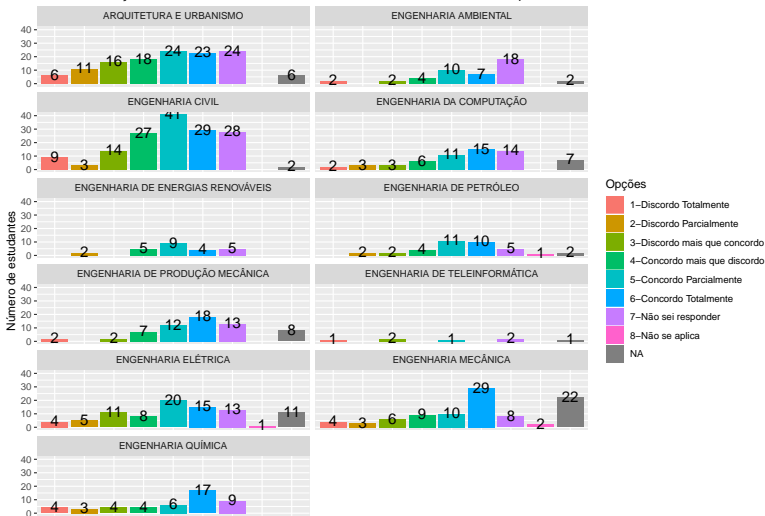 ARQUITETURA E URBANISMO
40
30
20
10
0
6 11 16 18 24 23 24 6
ENGENHARIA AMBIENTAL
2 2 4 10 7 18 2
ENGENHARIA CIVIL
40
30
20
10
0
9 3 14 27 41 29 28 2
ENGENHARIA DA COMPUTAÇÃO
2 3 3 6 11 15 14 7
ENGENHARIA DE ENERGIAS RENOVÁVEIS
40
30
20
10
0
2 5 9 4 5
ENGENHARIA DE PETRÓLEO
2 2 4 11 10 5 1 2
ENGENHARIA DE PRODUÇÃO MECÂNICA
40
30
20
10
0
2 2 7 12 18 13 8
ENGENHARIA DE TELEINFORMÁTICA
1 2 1 2 1
ENGENHARIA ELÉTRICA
40
30
20
10
0
4 5 11 8 20 15 13 1 11
ENGENHARIA MECÂNICA
4 3 6 9 10 29 8 2 22
ENGENHARIA QUÍMICA
40
30
20
10
0
4 3 4 4 6 17 9
Número de estudantes
Opções
1−Discordo Totalmente
2−Discordo Parcialmente
3−Discordo mais que concordo
4−Concordo mais que discordo
5−Concordo Parcialmente
6−Concordo Totalmente
7−Não sei responder
8−Não se aplica
NA